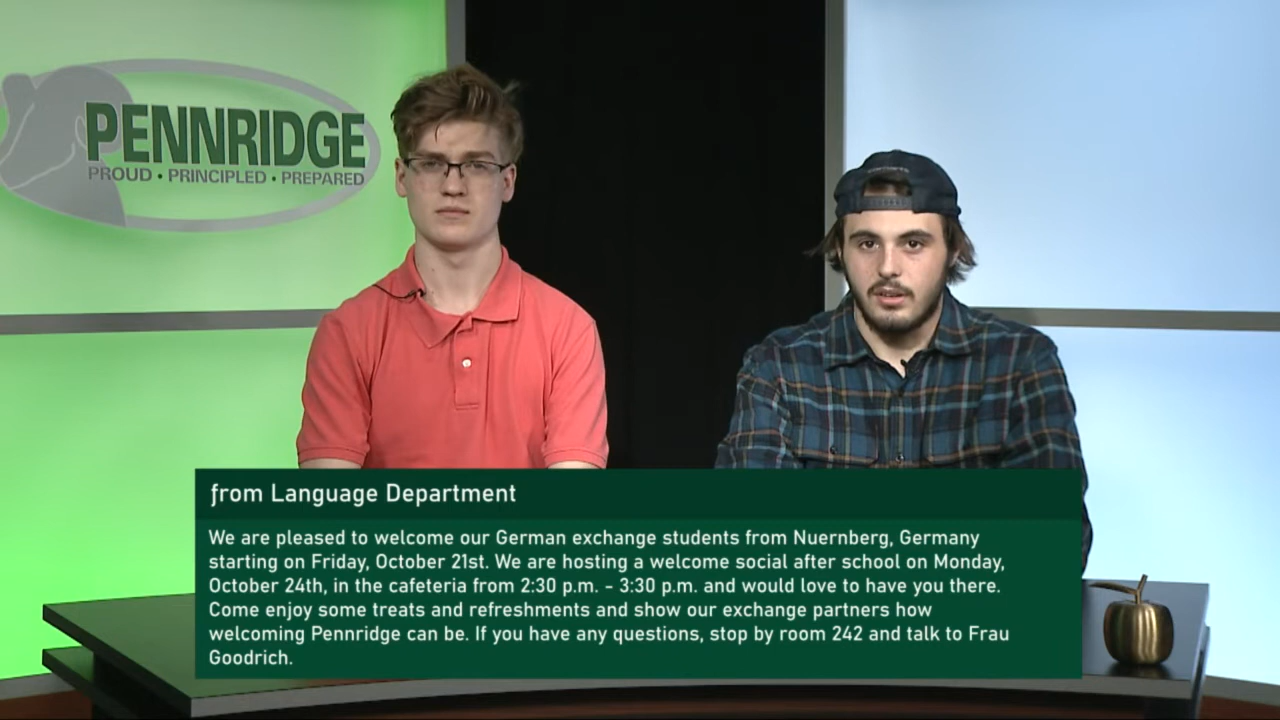 PENNRIDGE
PROUD • PRINCIPLED • PREPARED
from Language Department
We are pleased to welcome our German exchange students from Nuernberg, Germany
starting on Friday, October 21st. We are hosting a welcome social after school on Monday,
October 24th, in the cafeteria from 2:30 p.m. - 3:30 p.m. and would love to have you there.
Come enjoy some treats and refreshments and show our exchange partners how
welcoming Pennridge can be. If you have any questions, stop by room 242 and talk to Frau
Goodrich.